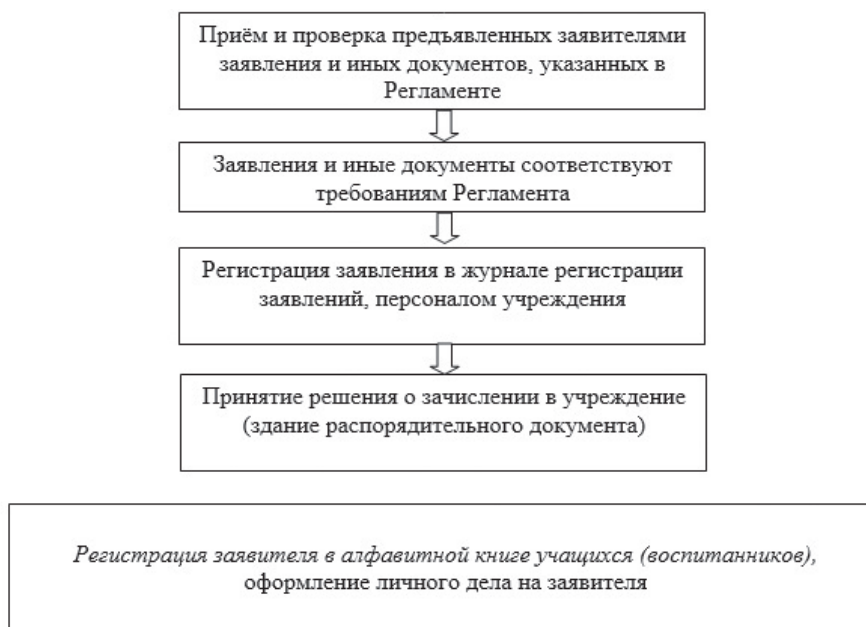 Приём и проверка предъявленных заявителями
заявления и иных документов, указанных в
Регламенте
Заявления и иные документы соответствуют
требованиям Регламента
Регистрация заявления в журнале регистрации
заявлений, персоналом учреждения
Принятие решения о зачислении в учреждение
(здание распорядительного документа)
Регистрация заявителя в алфавитной книге учащихся (воспитанников),
оформление личного дела на заявителя